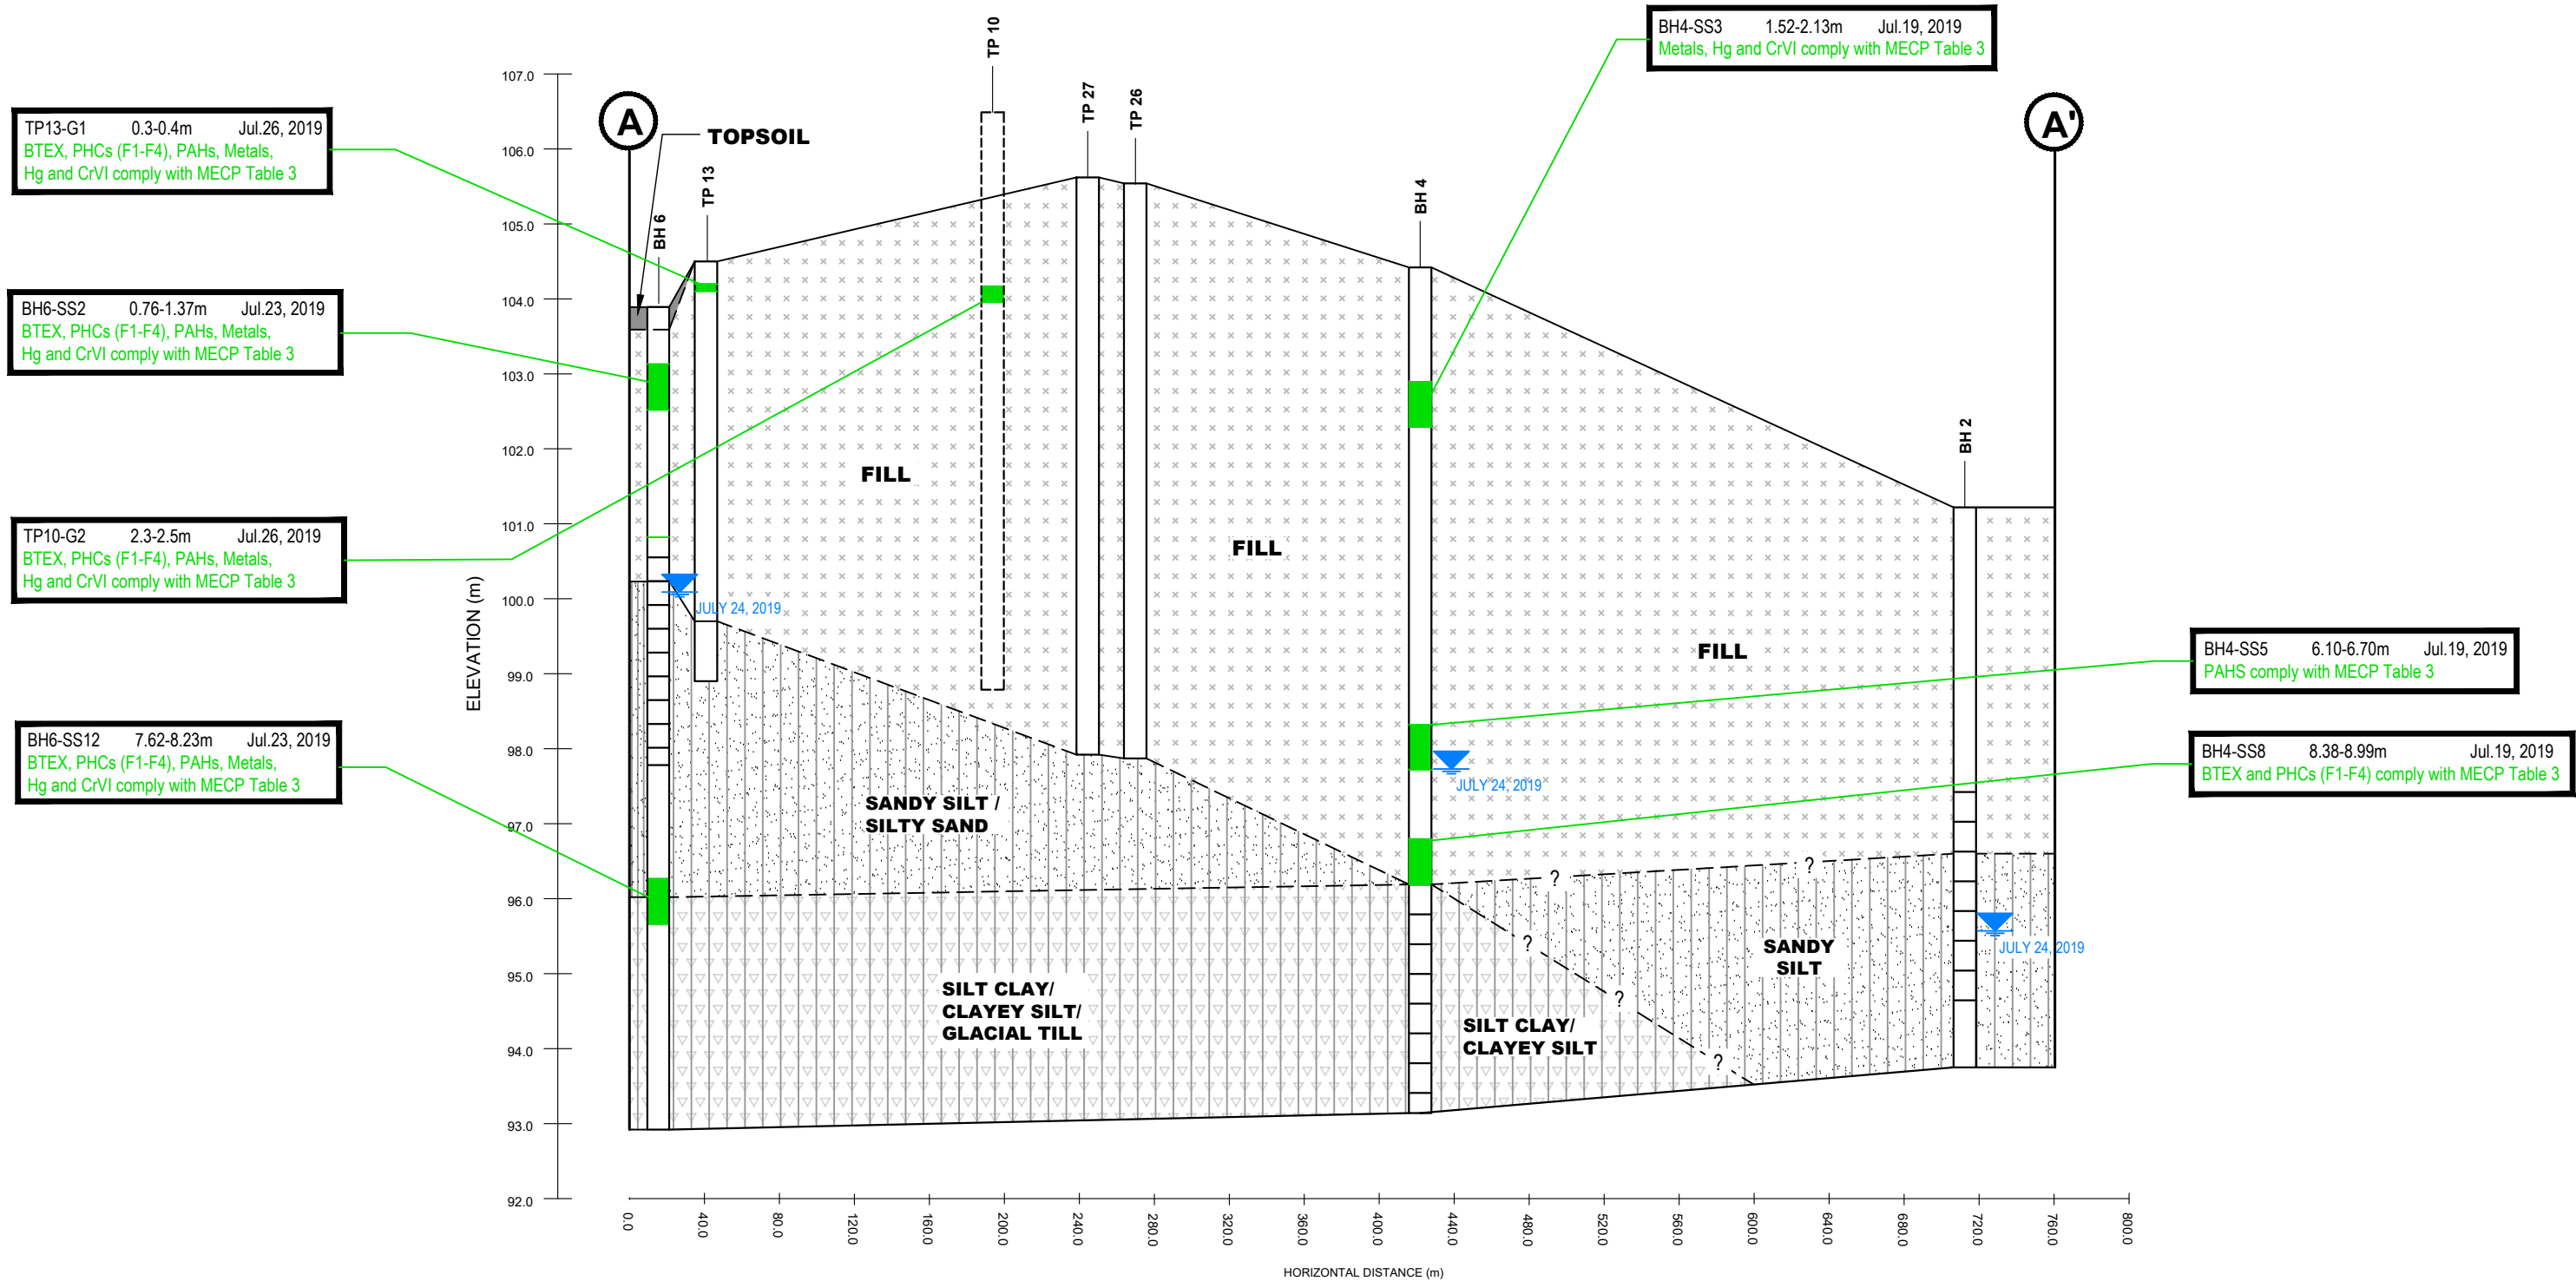 TP13-G1 0.3-0.4m Jul.26, 2019
BTEX, PHCs (F1-F4), PAHs, Metals,
Hg and CrVI comply with MECP Table 3
BH6-SS2 0.76-1.37m Jul.23, 2019
BTEX, PHCs (F1-F4), PAHs, Metals,
Hg and CrVI comply with MECP Table 3
TP10-G2 2.3-2.5m Jul.26, 2019
BTEX, PHCs (F1-F4), PAHs, Metals,
Hg and CrVI comply with MECP Table 3
BH6-SS12 7.62-8.23m Jul.23, 2019
BTEX, PHCs (F1-F4), PAHs, Metals,
Hg and CrVI comply with MECP Table 3
ELEVATION (m)
107.0
106.0
105.0
104.0
103.0
102.0
101.0
100.0
99.0
98.0
97.0
96.0
95.0
94.0
93.0
92.0
A
TOPSOIL
BH 6
TP 13
TP 10
TP 27
TP 26
BH 4
BH 2
A'
FILL
FILL
FILL
JULY 24, 2019
JULY 24, 2019
JULY 24, 2019
SANDY SILT /
SILTY SAND
SILT CLAY/
CLAYEY SILT/
GLACIAL TILL
SILT CLAY/
CLAYEY SILT
SANDY
SILT
?
?
?
?
?
BH4-SS3 1.52-2.13m Jul.19, 2019
Metals, Hg and CrVI comply with MECP Table 3
BH4-SS5 6.10-6.70m Jul.19, 2019
PAHS comply with MECP Table 3
BH4-SS8 8.38-8.99m Jul.19, 2019
BTEX and PHCs (F1-F4) comply with MECP Table 3
0.0
40.0
80.0
120.0
160.0
200.0
240.0
280.0
320.0
360.0
400.0
440.0
480.0
520.0
560.0
600.0
640.0
680.0
720.0
760.0
800.0
HORIZONTAL DISTANCE (m)